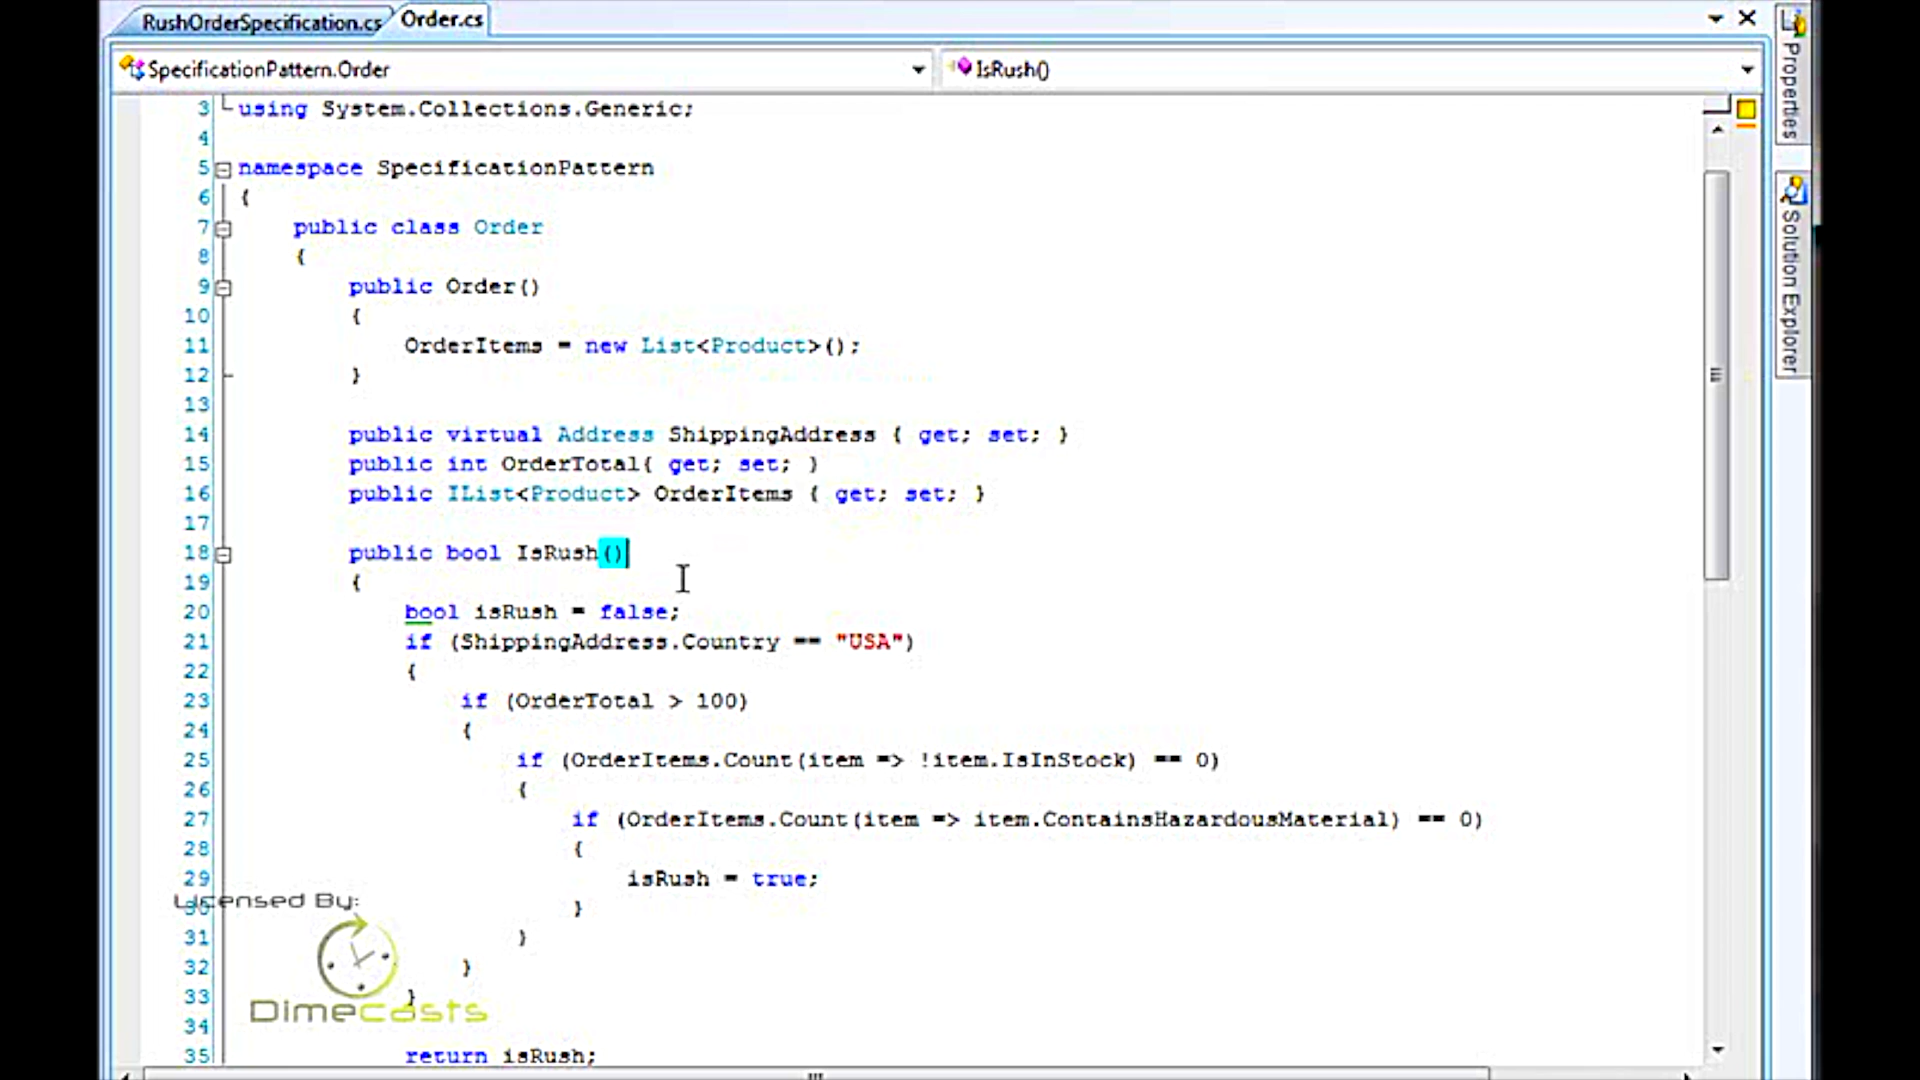 RushOrderSpecification.cs Order.cs
SpecificationPattern.Order IsRush()
Properties
Solution Explorer
3 using System.Collections.Generic;
4
5 namespace SpecificationPattern
6 {
7 public class Order
8 {
9 public Order()
10 {
11 OrderItems = new List<Product>();
12 }
13
14 public virtual Address ShippingAddress { get; set; }
15 public int OrderTotal{ get; set; }
16 public IList<Product> OrderItems { get; set; }
17
18 public bool IsRush()
19 {
20 bool isRush = false;
21 if (ShippingAddress.Country == "USA")
22 {
23 if (OrderTotal > 100)
24 {
25 if (OrderItems.Count(item => !item.IsInStock) == 0)
26 {
27 if (OrderItems.Count(item => item.ContainsHazardousMaterial) == 0)
28 {
29 isRush = true;
Licensed By:
30 }
31 }
32 }
33 }
Dimecasts
34
35 return isRush;